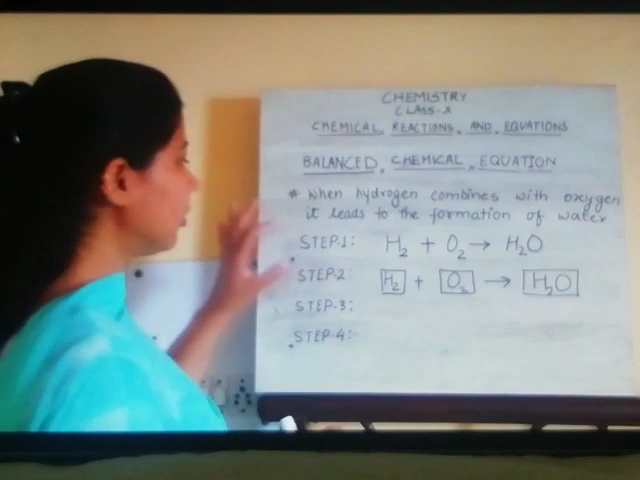 CHEMISTRY
CLASS-X
CHEMICAL REACTIONS AND EQUATIONS
BALANCED CHEMICAL EQUATION
* When hydrogen combines with oxygen
it leads to the formation of water
STEP-1: H₂ + O₂ → H₂O
STEP-2: H₂ + O₂ → H₂O
STEP-3:
STEP-4: